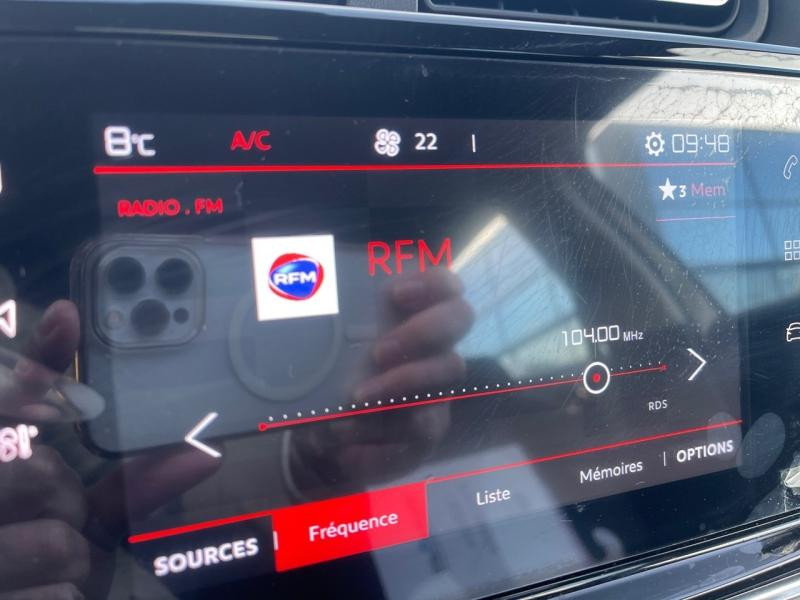 8°C A/C 22 09:48
3 Mem
RADIO . FM
RFM RFM
104.00 MHz
RDS
SOURCES Fréquence Liste Mémoires OPTIONS